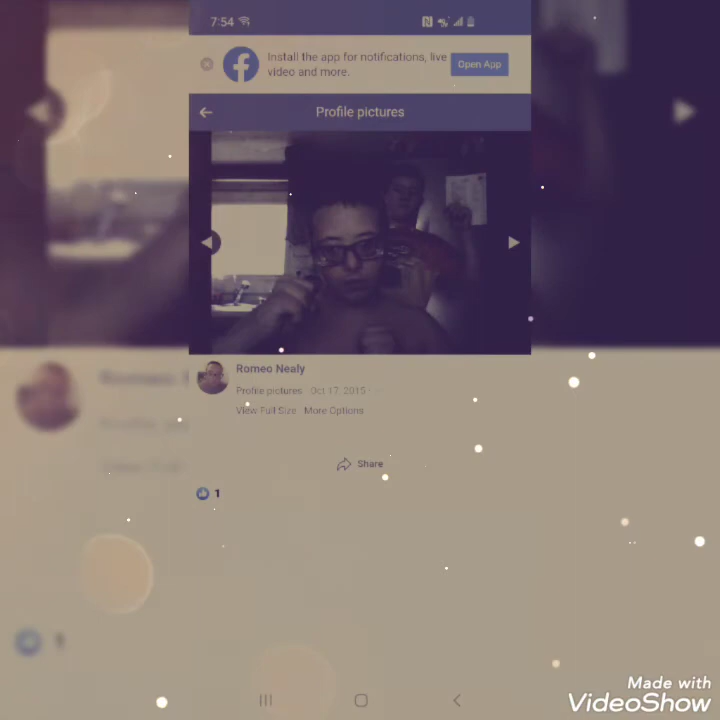 7:54
Install the app for notifications, live
video and more.
Open App
Profile pictures
Romeo Nealy
Profile pictures · Oct 17, 2015 ·
View Full Size · More Options
Share
1
Made with
VideoShow